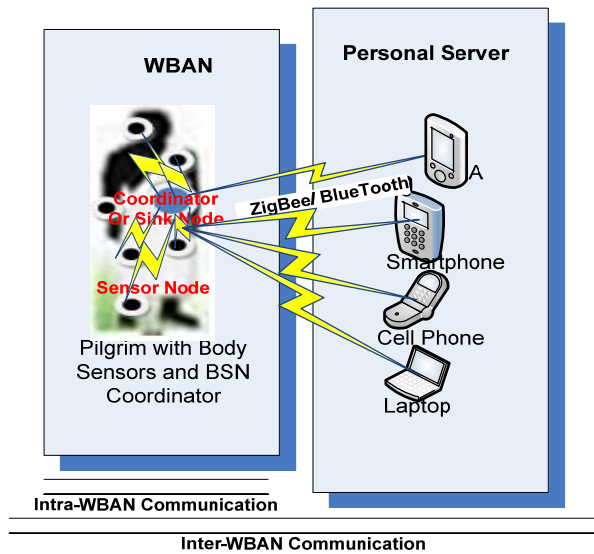 WBAN
Personal Server
A
Coordinator
Or Sink Node
ZigBee/ BlueTooth
Smartphone
Sensor Node
Cell Phone
Pilgrim with Body
Sensors and BSN
Coordinator
Laptop
Intra-WBAN Communication
Inter-WBAN Communication